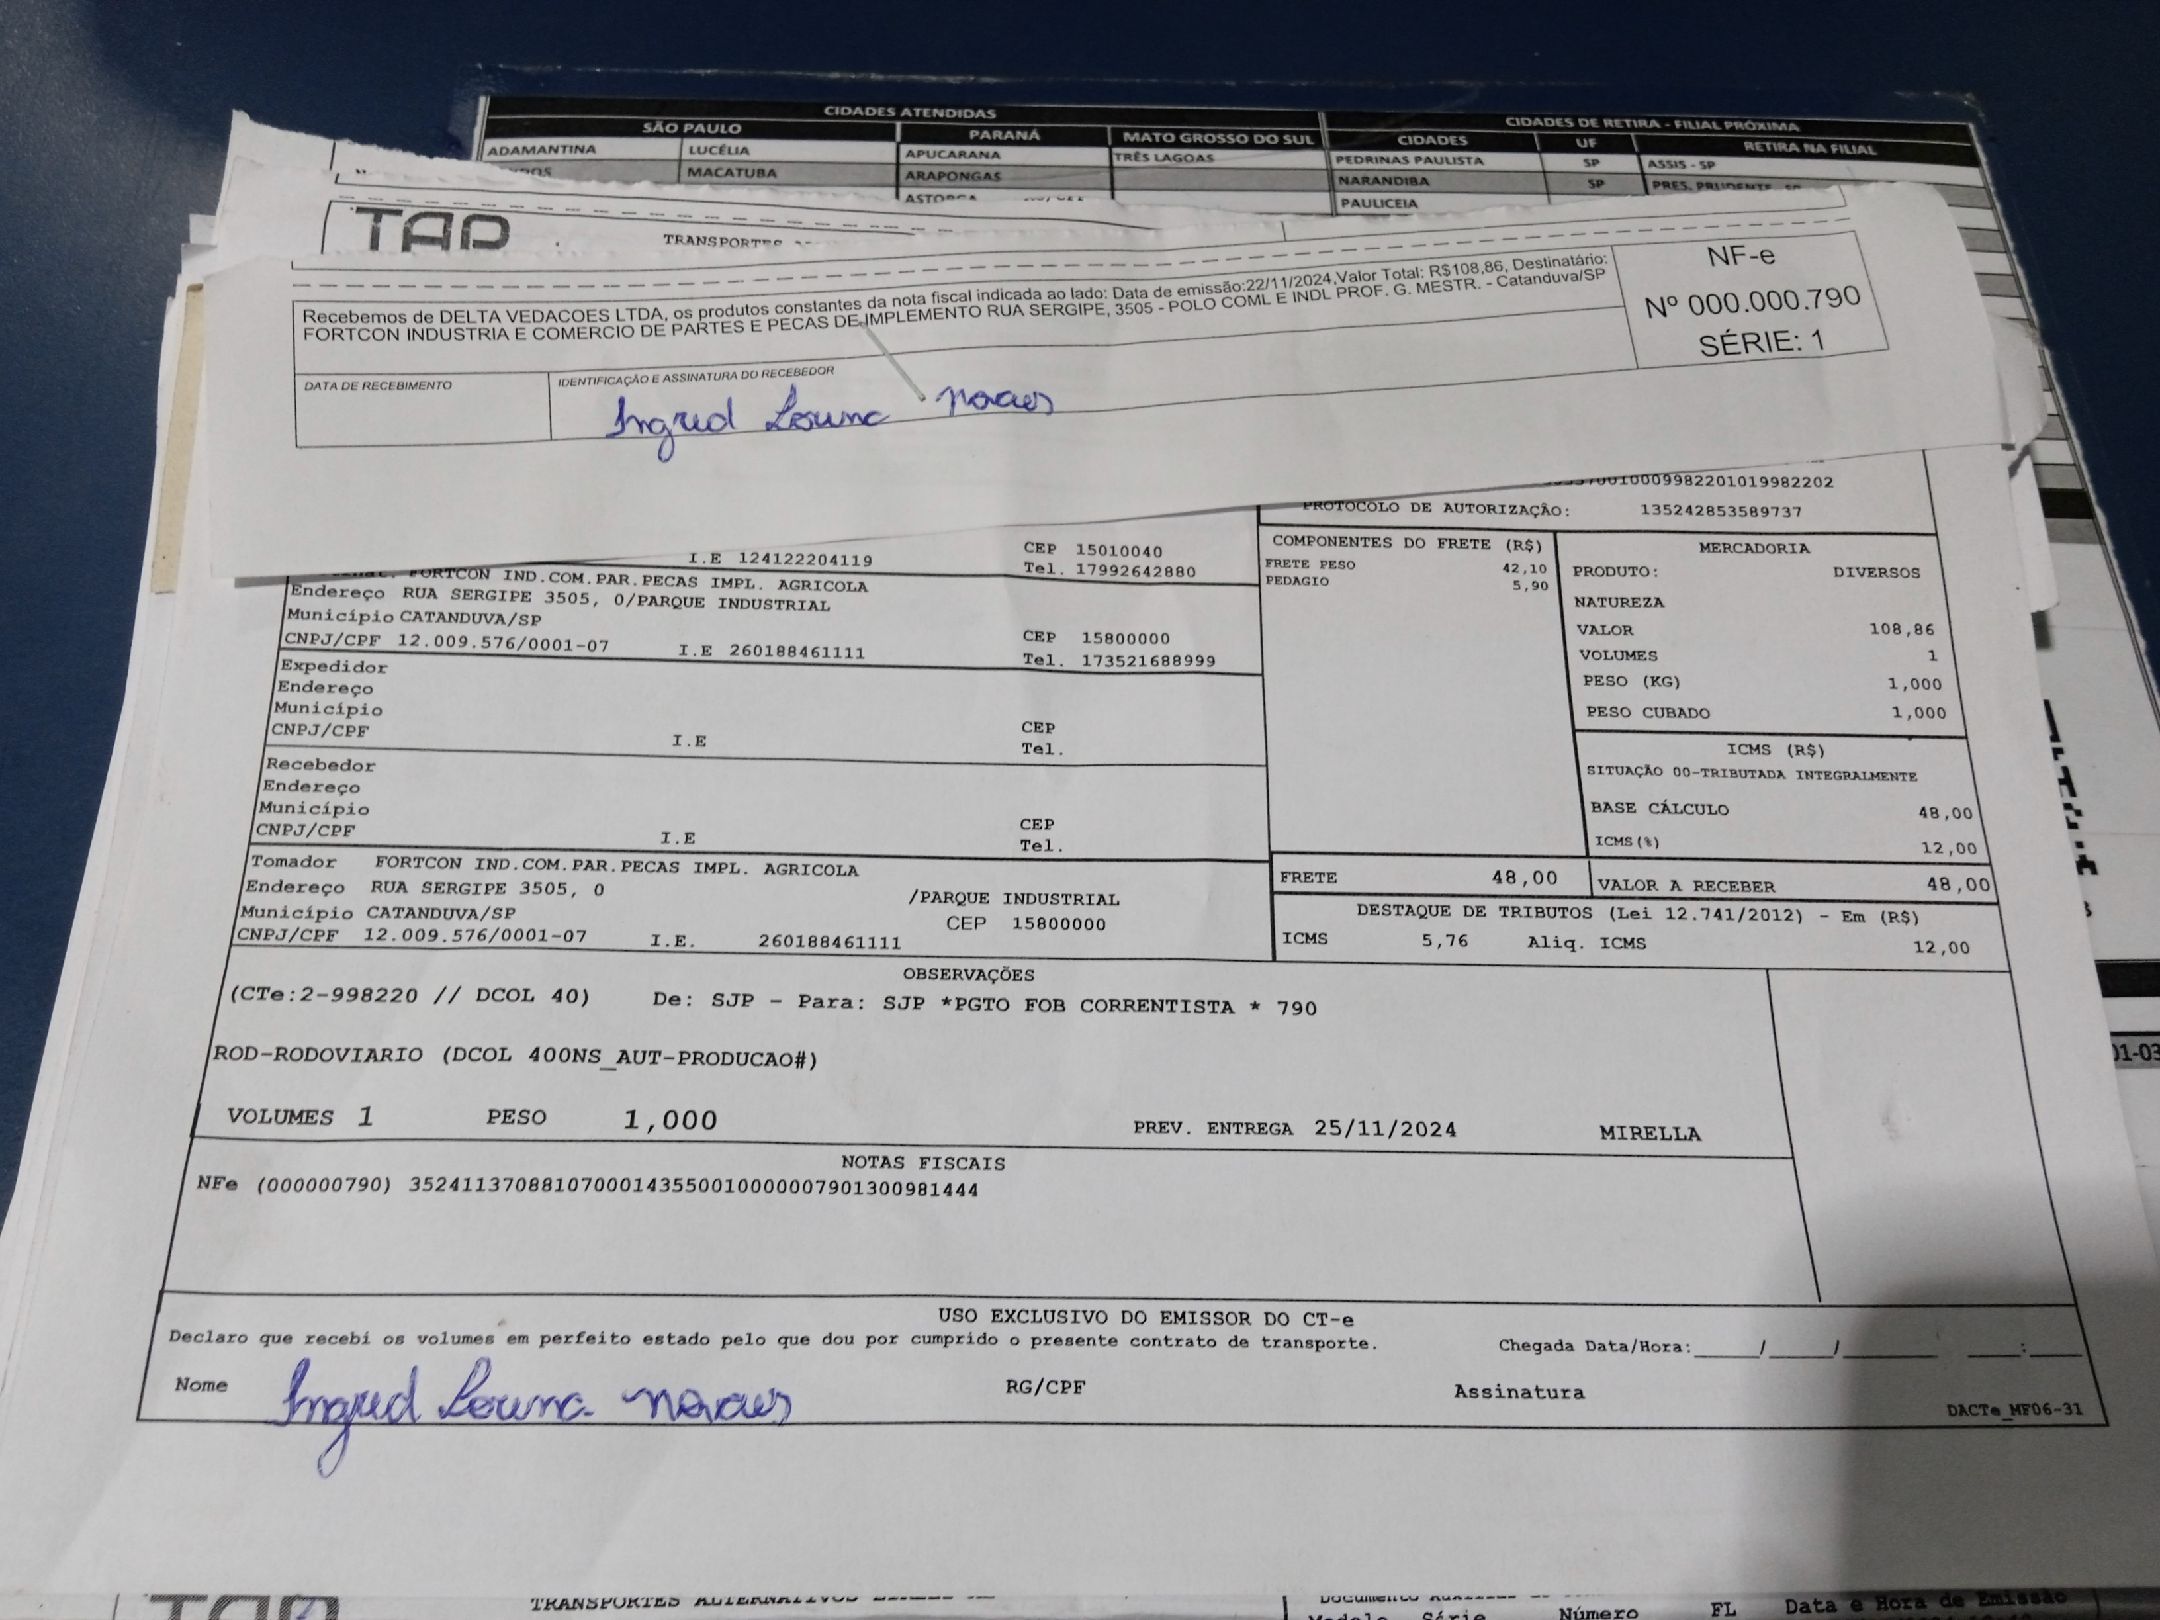 CIDADES ATENDIDAS
CIDADES DE RETIRA - FILIAL PRÓXIMA
SÃO PAULO PARANÁ MATO GROSSO DO SUL CIDADES UF RETIRA NA FILIAL
ADAMANTINA LUCÉLIA APUCARANA TRÊS LAGOAS PEDRINAS PAULISTA SP ASSIS - SP
MACATUBA ARAPONGAS NARANDIBA SP PRES. PRUDENTE - SP
PAULICEIA
TAP
TRANSPORTES
Recebemos de DELTA VEDACOES LTDA, os produtos constantes da nota fiscal indicada ao lado: Data de emissão:22/11/2024,Valor Total: R$108,86, Destinatário:
FORTCON INDUSTRIA E COMERCIO DE PARTES E PECAS DE IMPLEMENTO RUA SERGIPE, 3505 - POLO COML E INDL PROF. G. MESTR. - Catanduva/SP
NF-e
Nº 000.000.790
SÉRIE: 1
DATA DE RECEBIMENTO
IDENTIFICAÇÃO E ASSINATURA DO RECEBEDOR
Ingrid Novaes
PROTOCOLO DE AUTORIZAÇÃO: 135242853589737
I.E 124122204119 CEP 15010040
Tel. 17992642880
FORTCON IND.COM.PAR.PECAS IMPL. AGRICOLA
Endereço RUA SERGIPE 3505, 0/PARQUE INDUSTRIAL
Município CATANDUVA/SP
CNPJ/CPF 12.009.576/0001-07 I.E 260188461111 CEP 15800000
Tel. 173521688999
Expedidor
Endereço
Município
CNPJ/CPF I.E CEP
Tel.
Recebedor
Endereço
Município
CNPJ/CPF I.E CEP
Tel.
Tomador FORTCON IND.COM.PAR.PECAS IMPL. AGRICOLA
Endereço RUA SERGIPE 3505, 0 /PARQUE INDUSTRIAL
Município CATANDUVA/SP CEP 15800000
CNPJ/CPF 12.009.576/0001-07 I.E. 260188461111
COMPONENTES DO FRETE (R$)
FRETE PESO 42,10
PEDAGIO 5,90
MERCADORIA
PRODUTO: DIVERSOS
NATUREZA
VALOR 108,86
VOLUMES 1
PESO (KG) 1,000
PESO CUBADO 1,000
ICMS (R$)
SITUAÇÃO 00-TRIBUTADA INTEGRALMENTE
BASE CÁLCULO 48,00
ICMS(%) 12,00
FRETE 48,00 VALOR A RECEBER 48,00
DESTAQUE DE TRIBUTOS (Lei 12.741/2012) - Em (R$)
ICMS 5,76 Aliq. ICMS 12,00
OBSERVAÇÕES
(CTe:2-998220 // DCOL 40) De: SJP - Para: SJP *PGTO FOB CORRENTISTA * 790
ROD-RODOVIARIO (DCOL 400NS_AUT-PRODUCAO#)
VOLUMES 1 PESO 1,000 PREV. ENTREGA 25/11/2024 MIRELLA
NOTAS FISCAIS
NFe (000000790) 35241137088107000143550010000007901300981444
USO EXCLUSIVO DO EMISSOR DO CT-e
Declaro que recebi os volumes em perfeito estado pelo que dou por cumprido o presente contrato de transporte. Chegada Data/Hora:_____/_____/_______ ____:____
Nome Ingrid Novaes RG/CPF Assinatura
DACTe_MF06-31
TAP
TRANSPORTES ALTERNATIVOS
Série Número FL Data e Hora de Emissão